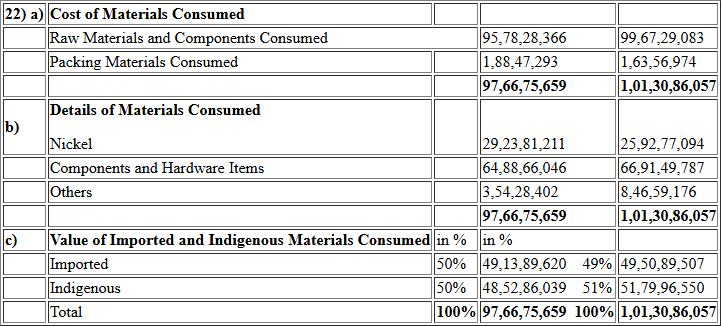 22) a) Cost of Materials Consumed
Raw Materials and Components Consumed 95,78,28,366 99,67,29,083
Packing Materials Consumed 1,88,47,293 1,63,56,974
97,66,75,659 1,01,30,86,057
Details of Materials Consumed
b)
Nickel 29,23,81,211 25,92,77,094
Components and Hardware Items 64,88,66,046 66,91,49,787
Others 3,54,28,402 8,46,59,176
97,66,75,659 1,01,30,86,057
c) Value of Imported and Indigenous Materials Consumed in % in %
Imported 50% 49,13,89,620 49% 49,50,89,507
Indigenous 50% 48,52,86,039 51% 51,79,96,550
Total 100% 97,66,75,659 100% 1,01,30,86,057